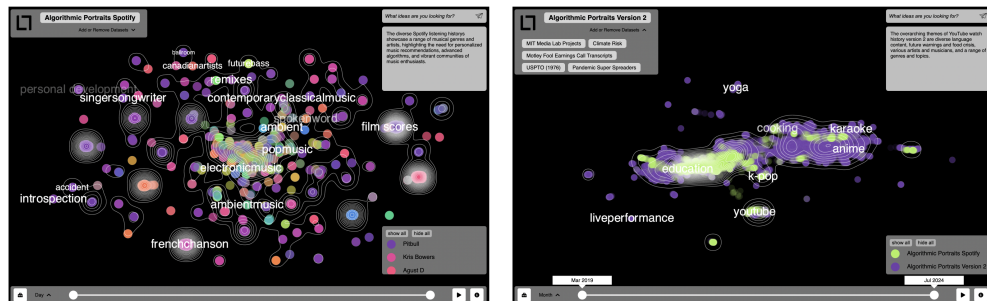 Algorithmic Portraits Spotify
Add or Remove Datasets
What ideas are you looking for?
The diverse Spotify listening historys
showcase a range of musical genres and
artists, highlighting the need for personalized
music recommendations, advanced
algorithms, and vibrant communities of
music enthusiasts.
ballroom
canadianartists
futurebass
remixes
personal development
singersongwriter
contemporaryclassicalmusic
spokenword
ambient
film scores
popmusic
electronicmusic
accident
introspection
ambientmusic
frenchchanson
show all
hide all
Pitbull
Kris Bowers
Agust D
Day
Algorithmic Portraits Version 2
Add or Remove Datasets
MIT Media Lab Projects
Climate Risk
Motley Fool Earnings Call Transcripts
USPTO (1976)
Pandemic Super Spreaders
What ideas are you looking for?
The overarching themes of YouTube watch
history version 2 are diverse language
content, future warnings and food crisis,
various artists and musicians, and a range of
genres and topics.
yoga
cooking
karaoke
anime
education
k-pop
liveperformance
youtube
show all
hide all
Algorithmic Portraits Spotify
Algorithmic Portraits Version 2
Mar 2019
Jul 2024
Month